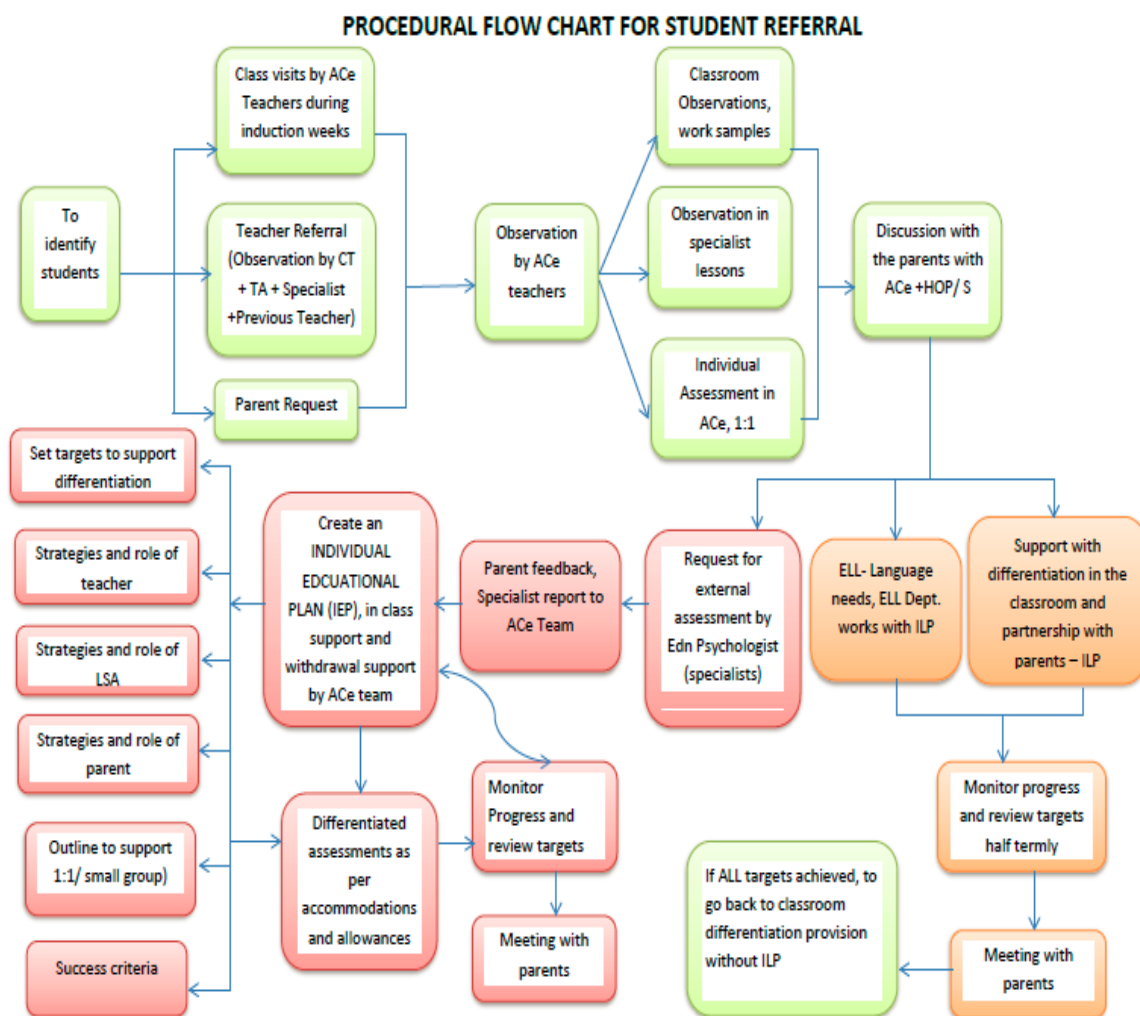 PROCEDURAL FLOW CHART FOR STUDENT REFERRAL
Class visits by ACe
Teachers during
induction weeks
Classroom
Observations,
work samples
To
identify
students
Teacher Referral
(Observation by CT
+ TA + Specialist
+Previous Teacher)
Observation
by ACe
teachers
Observation in
specialist
lessons
Discussion with
the parents with
ACe +HOP/ S
Parent Request
Individual
Assessment in
ACe, 1:1
Set targets to support
differentiation
Strategies and role of
teacher
Strategies and role of
LSA
Strategies and role of
parent
Outline to support
1:1/ small group)
Success criteria
Create an
INDIVIDUAL
EDCUATIONAL
PLAN (IEP), in class
support and
withdrawal support
by ACe team
Parent feedback,
Specialist report to
ACe Team
Request for
external
assessment by
Edn Psychologist
(specialists)
ELL- Language
needs, ELL Dept.
works with ILP
Support with
differentiation in the
classroom and
partnership with
parents – ILP
Differentiated
assessments as
per
accommodations
and allowances
Monitor
Progress and
review targets
Meeting with
parents
If ALL targets achieved, to
go back to classroom
differentiation provision
without ILP
Monitor progress
and review targets
half termly
Meeting with
parents